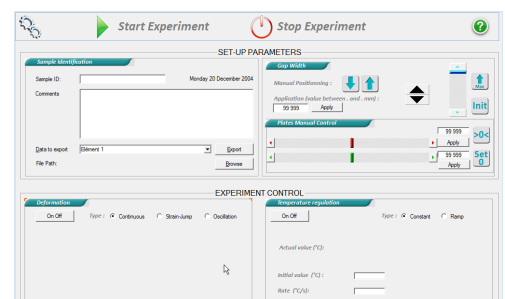 Start Experiment
Stop Experiment
?
SET-UP PARAMETERS
Sample Identification
Sample ID:
Monday 20 December 2004
Comments
Data to export
Elément 1
Export
File Path:
Browse
Gap Width
Manual Positionning :
Application (value between . and . mm) :
99 999
Apply
Max
Init
Plates Manual Control
99 999
Apply
>0<
99 999
Apply
Set
0
EXPERIMENT CONTROL
Deformation
On Off
Type :
Continuous
Strain-Jump
Oscillation
Temperature regulation
On Off
Type :
Constant
Ramp
Actual value (°C):
Initial value (°C) :
Rate (°C/s):